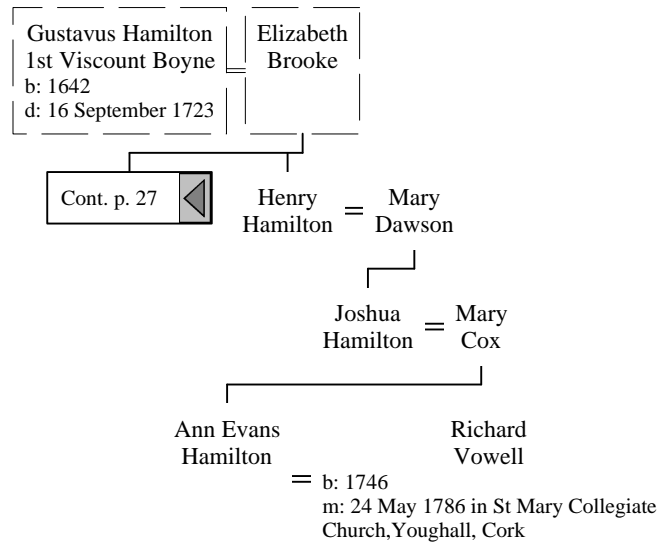 Gustavus Hamilton
1st Viscount Boyne
b: 1642
d: 16 September 1723
=
Elizabeth
Brooke
Cont. p. 27
Henry
Hamilton
=
Mary
Dawson
Joshua
Hamilton
=
Mary
Cox
Ann Evans
Hamilton
=
Richard
Vowell
b: 1746
m: 24 May 1786 in St Mary Collegiate
Church,Youghall, Cork